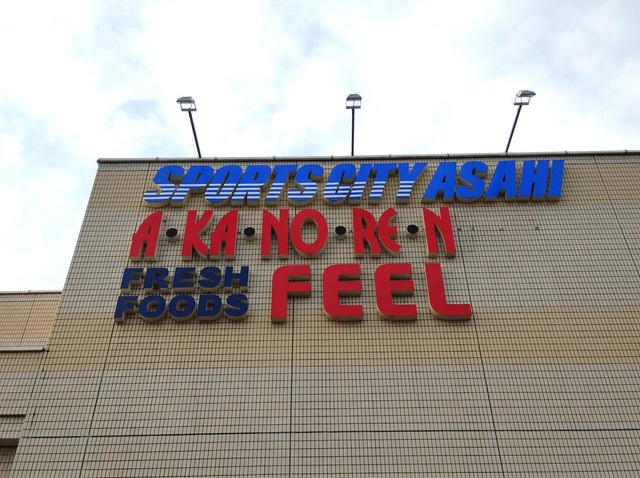 SPORTS CITY ASAHI
A・KA・NO・RE・N
FRESH
FOODS
FEEL